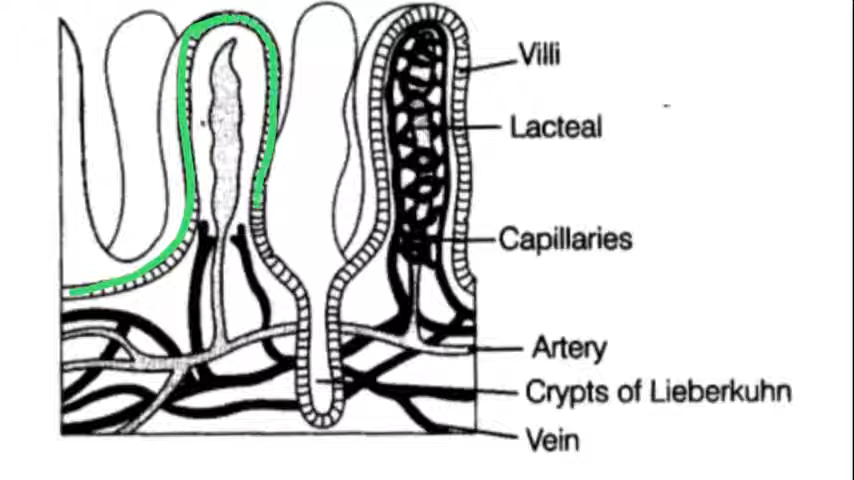 Villi
Lacteal
Capillaries
Artery
Crypts of Lieberkuhn
Vein